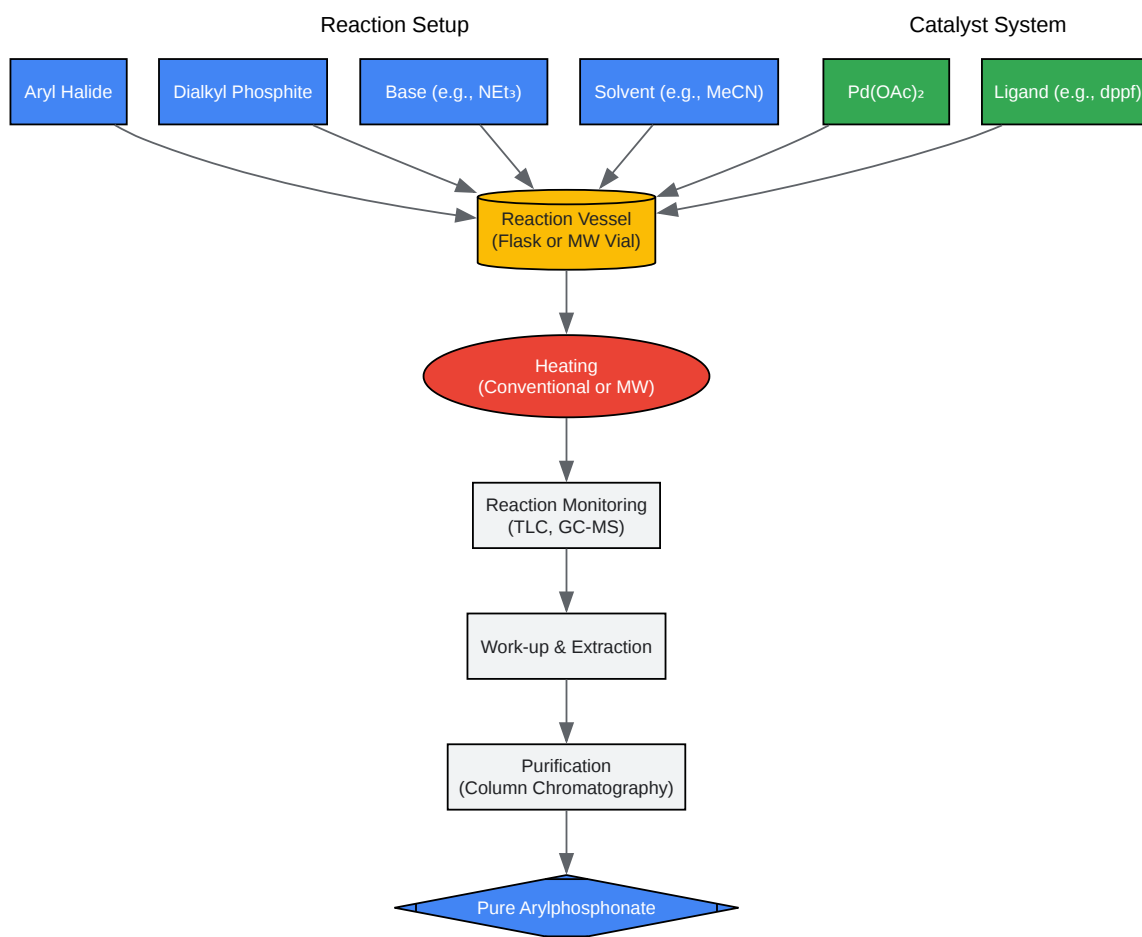 Reaction Setup
Catalyst System
Aryl Halide
Dialkyl Phosphite
Base (e.g., NEt₃)
Solvent (e.g., MeCN)
Pd(OAc)₂
Ligand (e.g., dppf)
Reaction Vessel
(Flask or MW Vial)
Heating
(Conventional or MW)
Reaction Monitoring
(TLC, GC-MS)
Work-up & Extraction
Purification
(Column Chromatography)
Pure Arylphosphonate